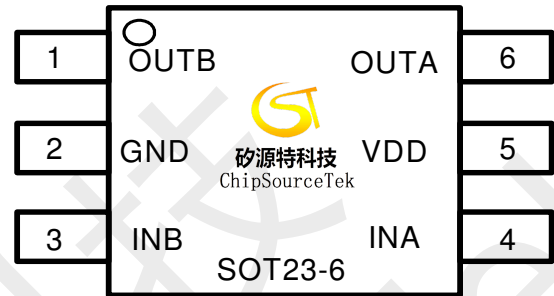 1 OUTB OUTA 6
2 GND VDD 5
矽源特科技
ChipSourceTek
3 INB INA 4
SOT23-6